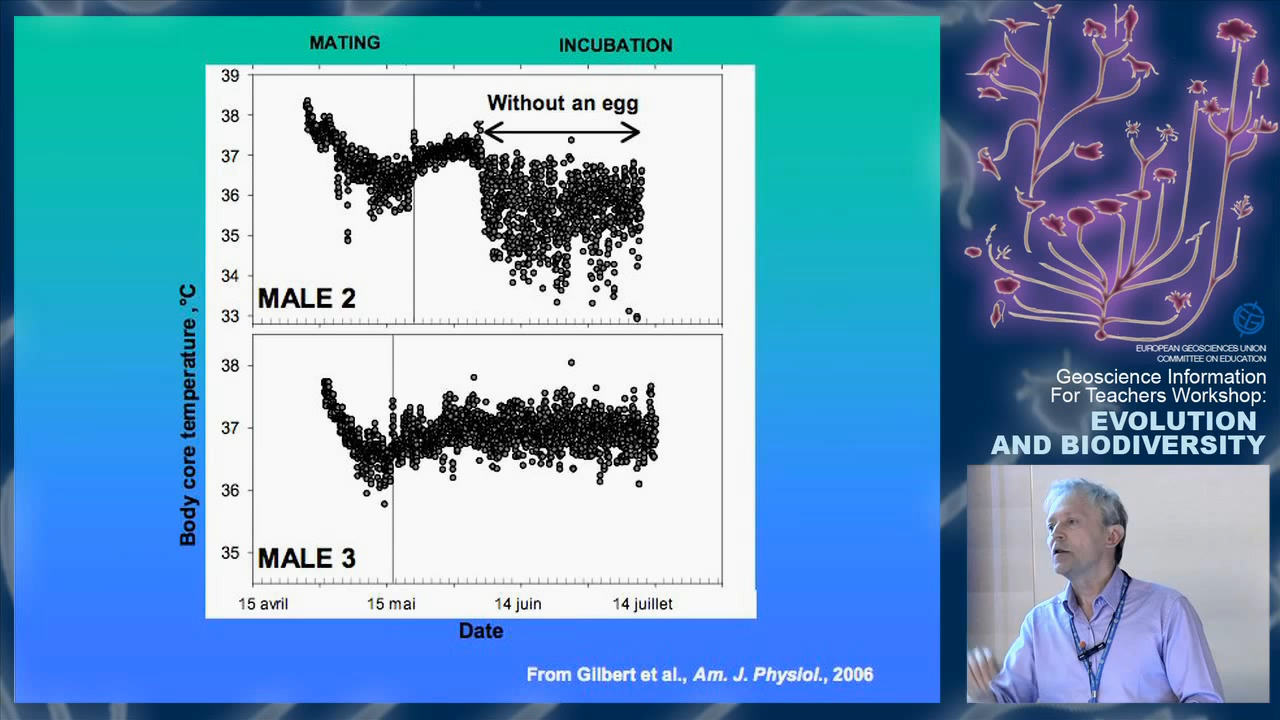 MATING
INCUBATION
39
38
37
36
35
34
33
Without an egg
MALE 2
38
37
36
35
MALE 3
Body core temperature ,°C
15 avril
15 mai
14 juin
14 juillet
Date
From Gilbert et al., Am. J. Physiol., 2006
EUROPEAN GEOSCIENCES UNION
COMMITTEE ON EDUCATION
Geoscience Information
For Teachers Workshop:
EVOLUTION
AND BIODIVERSITY